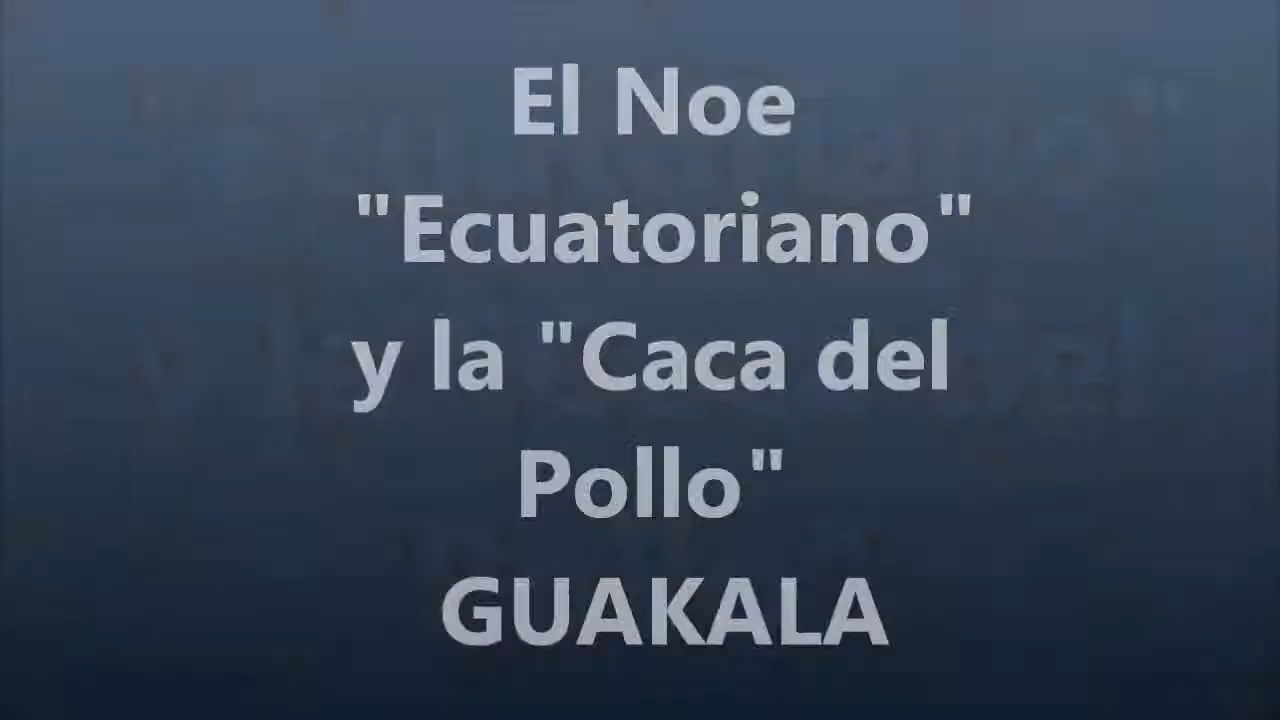 El Noe
"Ecuatoriano"
y la "Caca del
Pollo"
GUAKALA